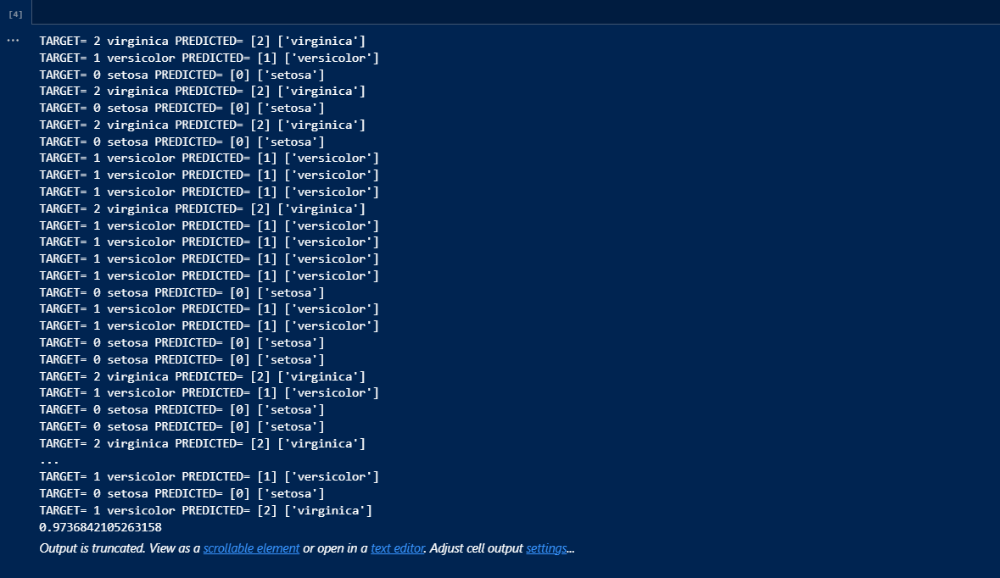 [4]
...
TARGET= 2 virginica PREDICTED= [2] ['virginica']
TARGET= 1 versicolor PREDICTED= [1] ['versicolor']
TARGET= 0 setosa PREDICTED= [0] ['setosa']
TARGET= 2 virginica PREDICTED= [2] ['virginica']
TARGET= 0 setosa PREDICTED= [0] ['setosa']
TARGET= 2 virginica PREDICTED= [2] ['virginica']
TARGET= 0 setosa PREDICTED= [0] ['setosa']
TARGET= 1 versicolor PREDICTED= [1] ['versicolor']
TARGET= 1 versicolor PREDICTED= [1] ['versicolor']
TARGET= 1 versicolor PREDICTED= [1] ['versicolor']
TARGET= 2 virginica PREDICTED= [2] ['virginica']
TARGET= 1 versicolor PREDICTED= [1] ['versicolor']
TARGET= 1 versicolor PREDICTED= [1] ['versicolor']
TARGET= 1 versicolor PREDICTED= [1] ['versicolor']
TARGET= 1 versicolor PREDICTED= [1] ['versicolor']
TARGET= 0 setosa PREDICTED= [0] ['setosa']
TARGET= 1 versicolor PREDICTED= [1] ['versicolor']
TARGET= 1 versicolor PREDICTED= [1] ['versicolor']
TARGET= 0 setosa PREDICTED= [0] ['setosa']
TARGET= 0 setosa PREDICTED= [0] ['setosa']
TARGET= 2 virginica PREDICTED= [2] ['virginica']
TARGET= 1 versicolor PREDICTED= [1] ['versicolor']
TARGET= 0 setosa PREDICTED= [0] ['setosa']
TARGET= 0 setosa PREDICTED= [0] ['setosa']
TARGET= 2 virginica PREDICTED= [2] ['virginica']
...
TARGET= 1 versicolor PREDICTED= [1] ['versicolor']
TARGET= 0 setosa PREDICTED= [0] ['setosa']
TARGET= 1 versicolor PREDICTED= [2] ['virginica']
0.9736842105263158
Output is truncated. View as a scrollable element or open in a text editor. Adjust cell output settings...